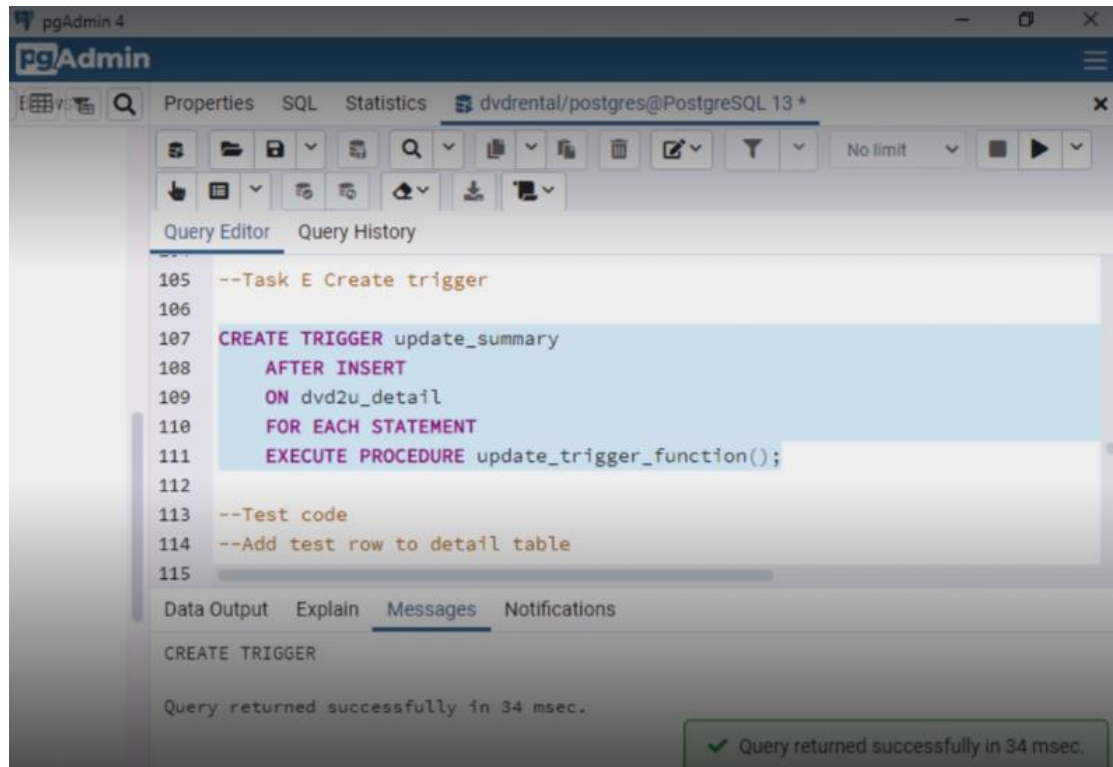 pgAdmin 4
pgAdmin
Properties SQL Statistics dvdrental/postgres@PostgreSQL 13 *
No limit
Query Editor Query History
105 --Task E Create trigger
106
107 CREATE TRIGGER update_summary
108 AFTER INSERT
109 ON dvd2u_detail
110 FOR EACH STATEMENT
111 EXECUTE PROCEDURE update_trigger_function();
112
113 --Test code
114 --Add test row to detail table
115
Data Output Explain Messages Notifications
CREATE TRIGGER
Query returned successfully in 34 msec.
Query returned successfully in 34 msec.